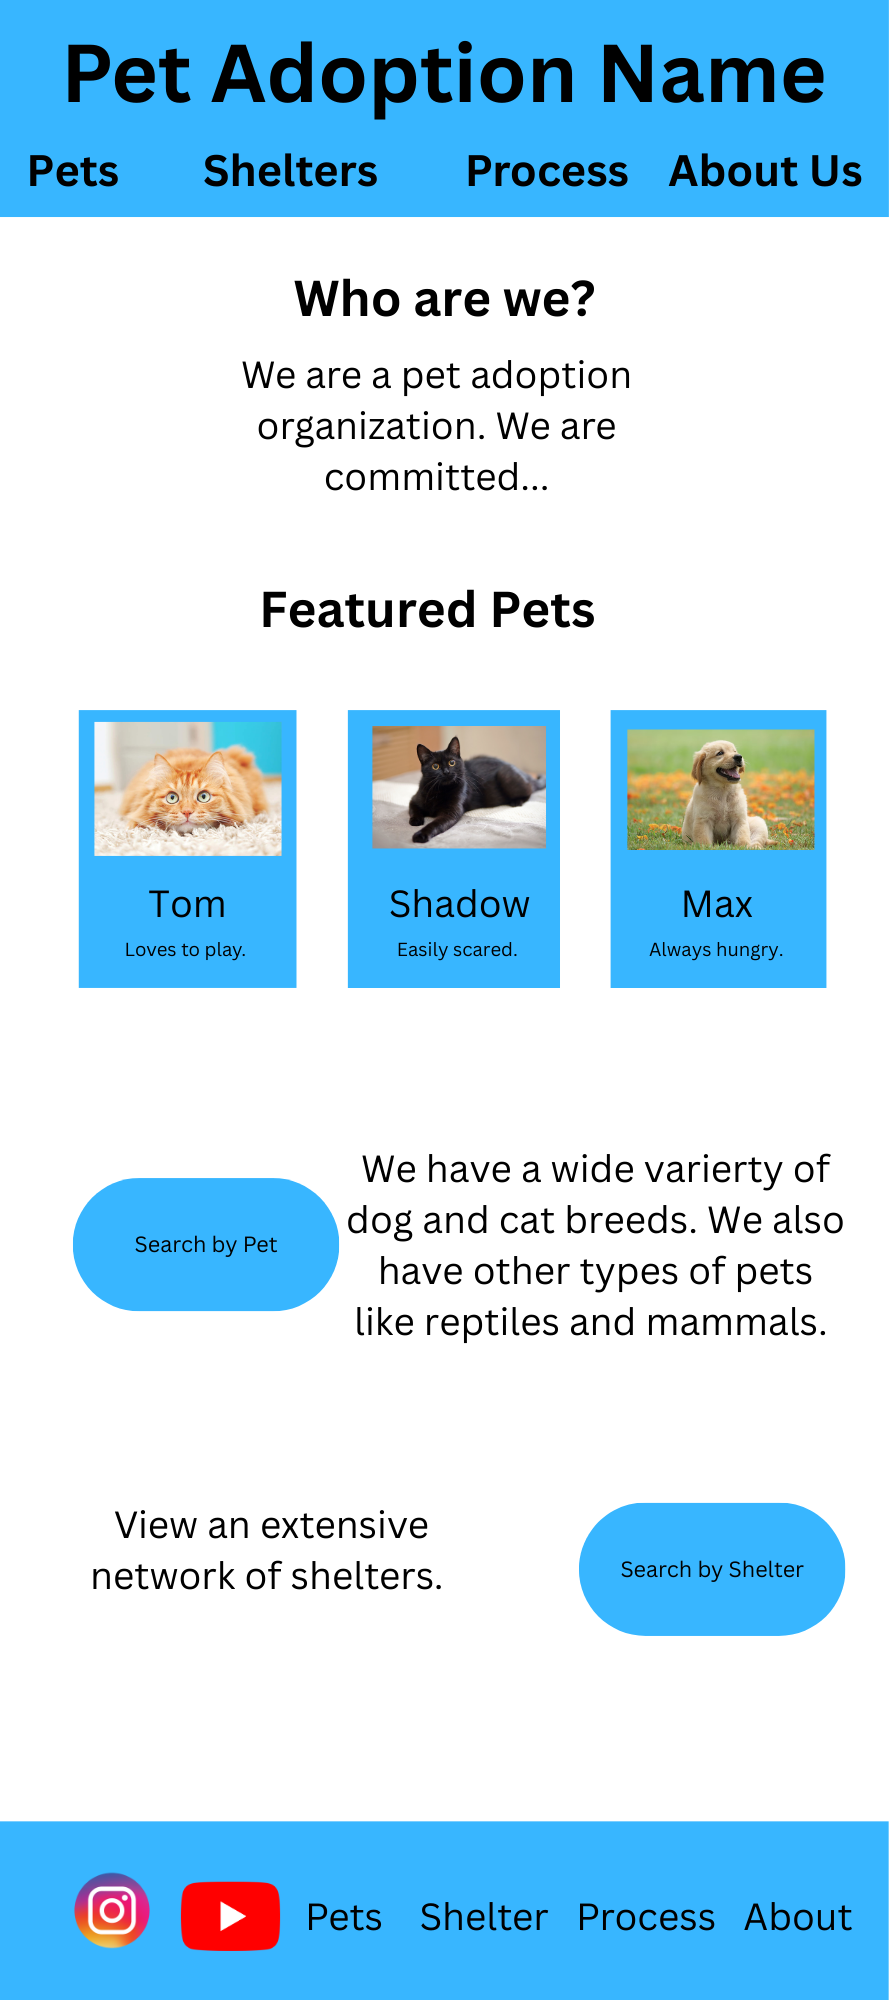 Pet Adoption Name
Pets Shelters Process About Us
Who are we?
We are a pet adoption
organization. We are
committed...
Featured Pets
Tom Shadow Max
Loves to play. Easily scared. Always hungry.
Search by Pet
We have a wide varierty of
dog and cat breeds. We also
have other types of pets
like reptiles and mammals.
View an extensive
network of shelters.
Search by Shelter
Pets Shelter Process About